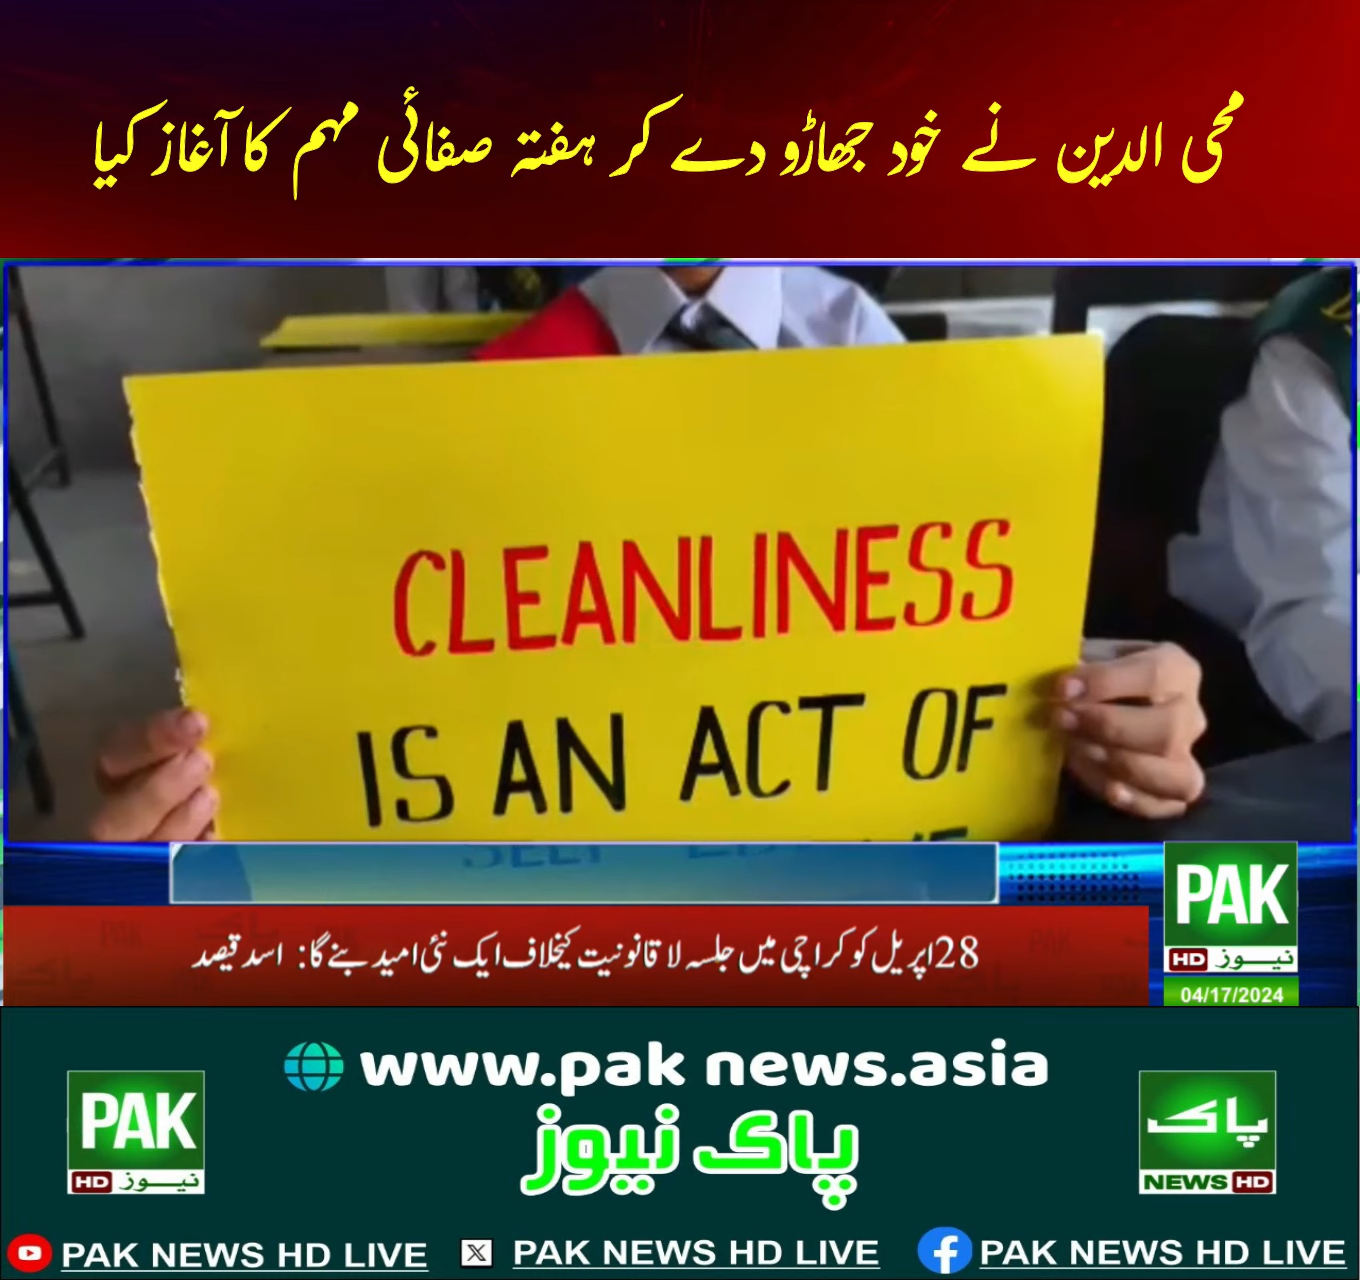 محی الدین نے خود جھاڑو دے کر ہفتہ صفائی مہم کا آغاز کیا
CLEANLINESS
IS AN ACT OF
SELF
28اپریل کو کراچی میں جلسہ لا قانونیت کیخلاف ایک نئی امید بنے گا: اسد قیصد
PAK
HD نیوز
04/17/2024
www.pak news.asia
پاک نیوز
PAK
HD نیوز
پاک
NEWS HD
PAK NEWS HD LIVE
PAK NEWS HD LIVE
PAK NEWS HD LIVE